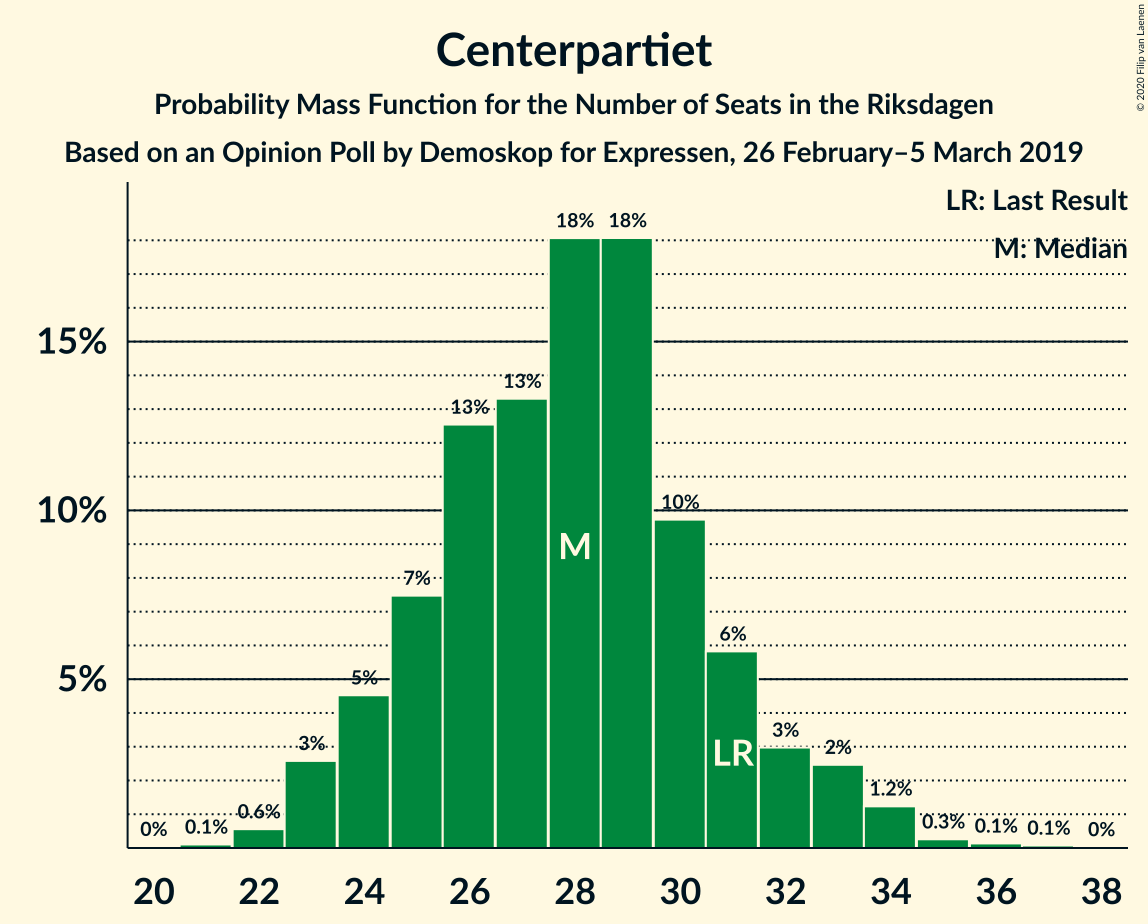 Centerpartiet
Probability Mass Function for the Number of Seats in the Riksdagen
Based on an Opinion Poll by Demoskop for Expressen, 26 February–5 March 2019
© 2020 Filip van Laenen
LR: Last Result
M: Median
15%
10%
5%
0%
0.1%
0.6%
3%
5%
7%
13%
13%
18%
18%
10%
6%
3%
2%
1.2%
0.3%
0.1%
0.1%
0%
M
LR
20 22 24 26 28 30 32 34 36 38